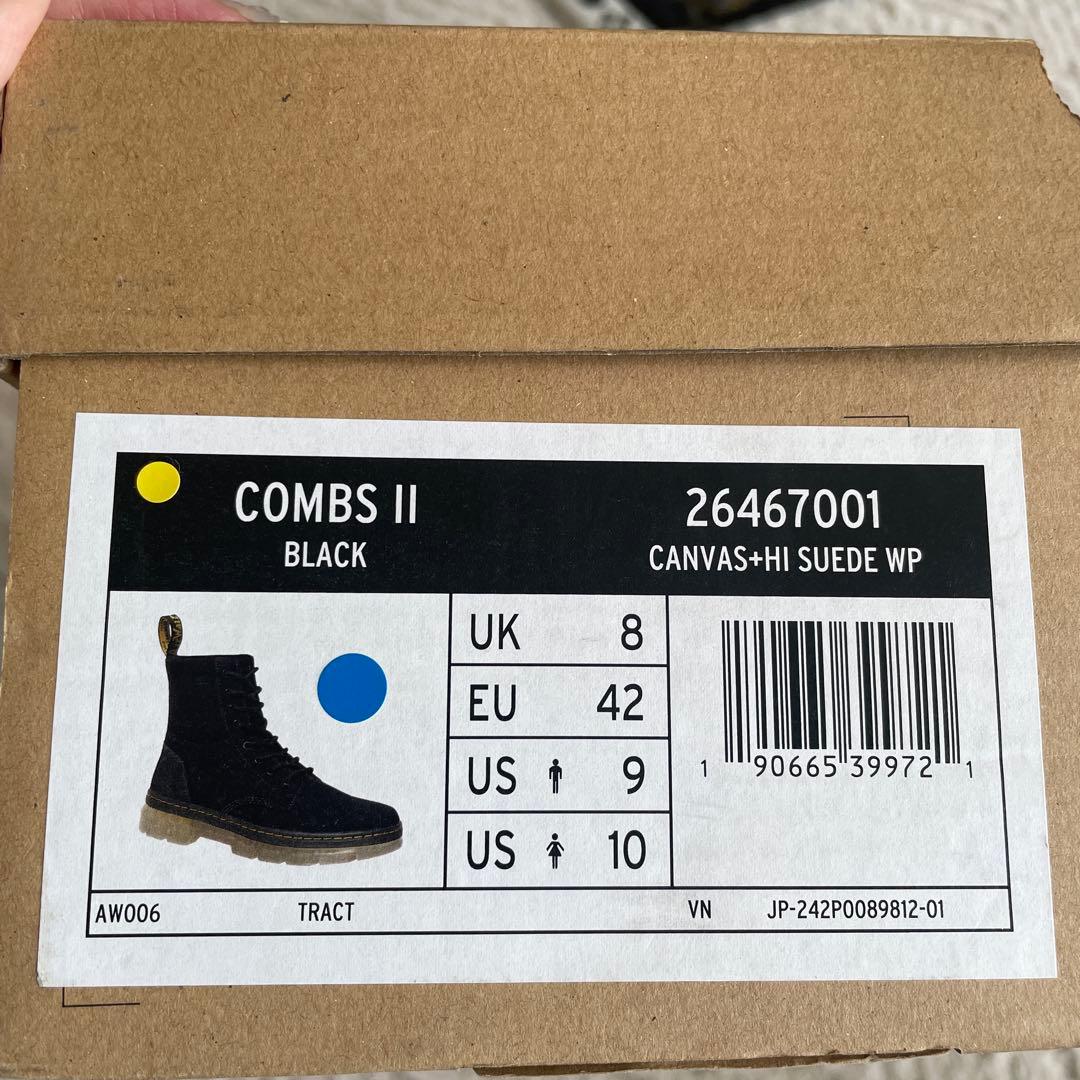 COMBS II
BLACK
26467001
CANVAS+HI SUEDE WP
UK 8
EU 42
US 9
US 10
1 90665 39972 1
AW006 TRACT VN JP-242P0089812-01